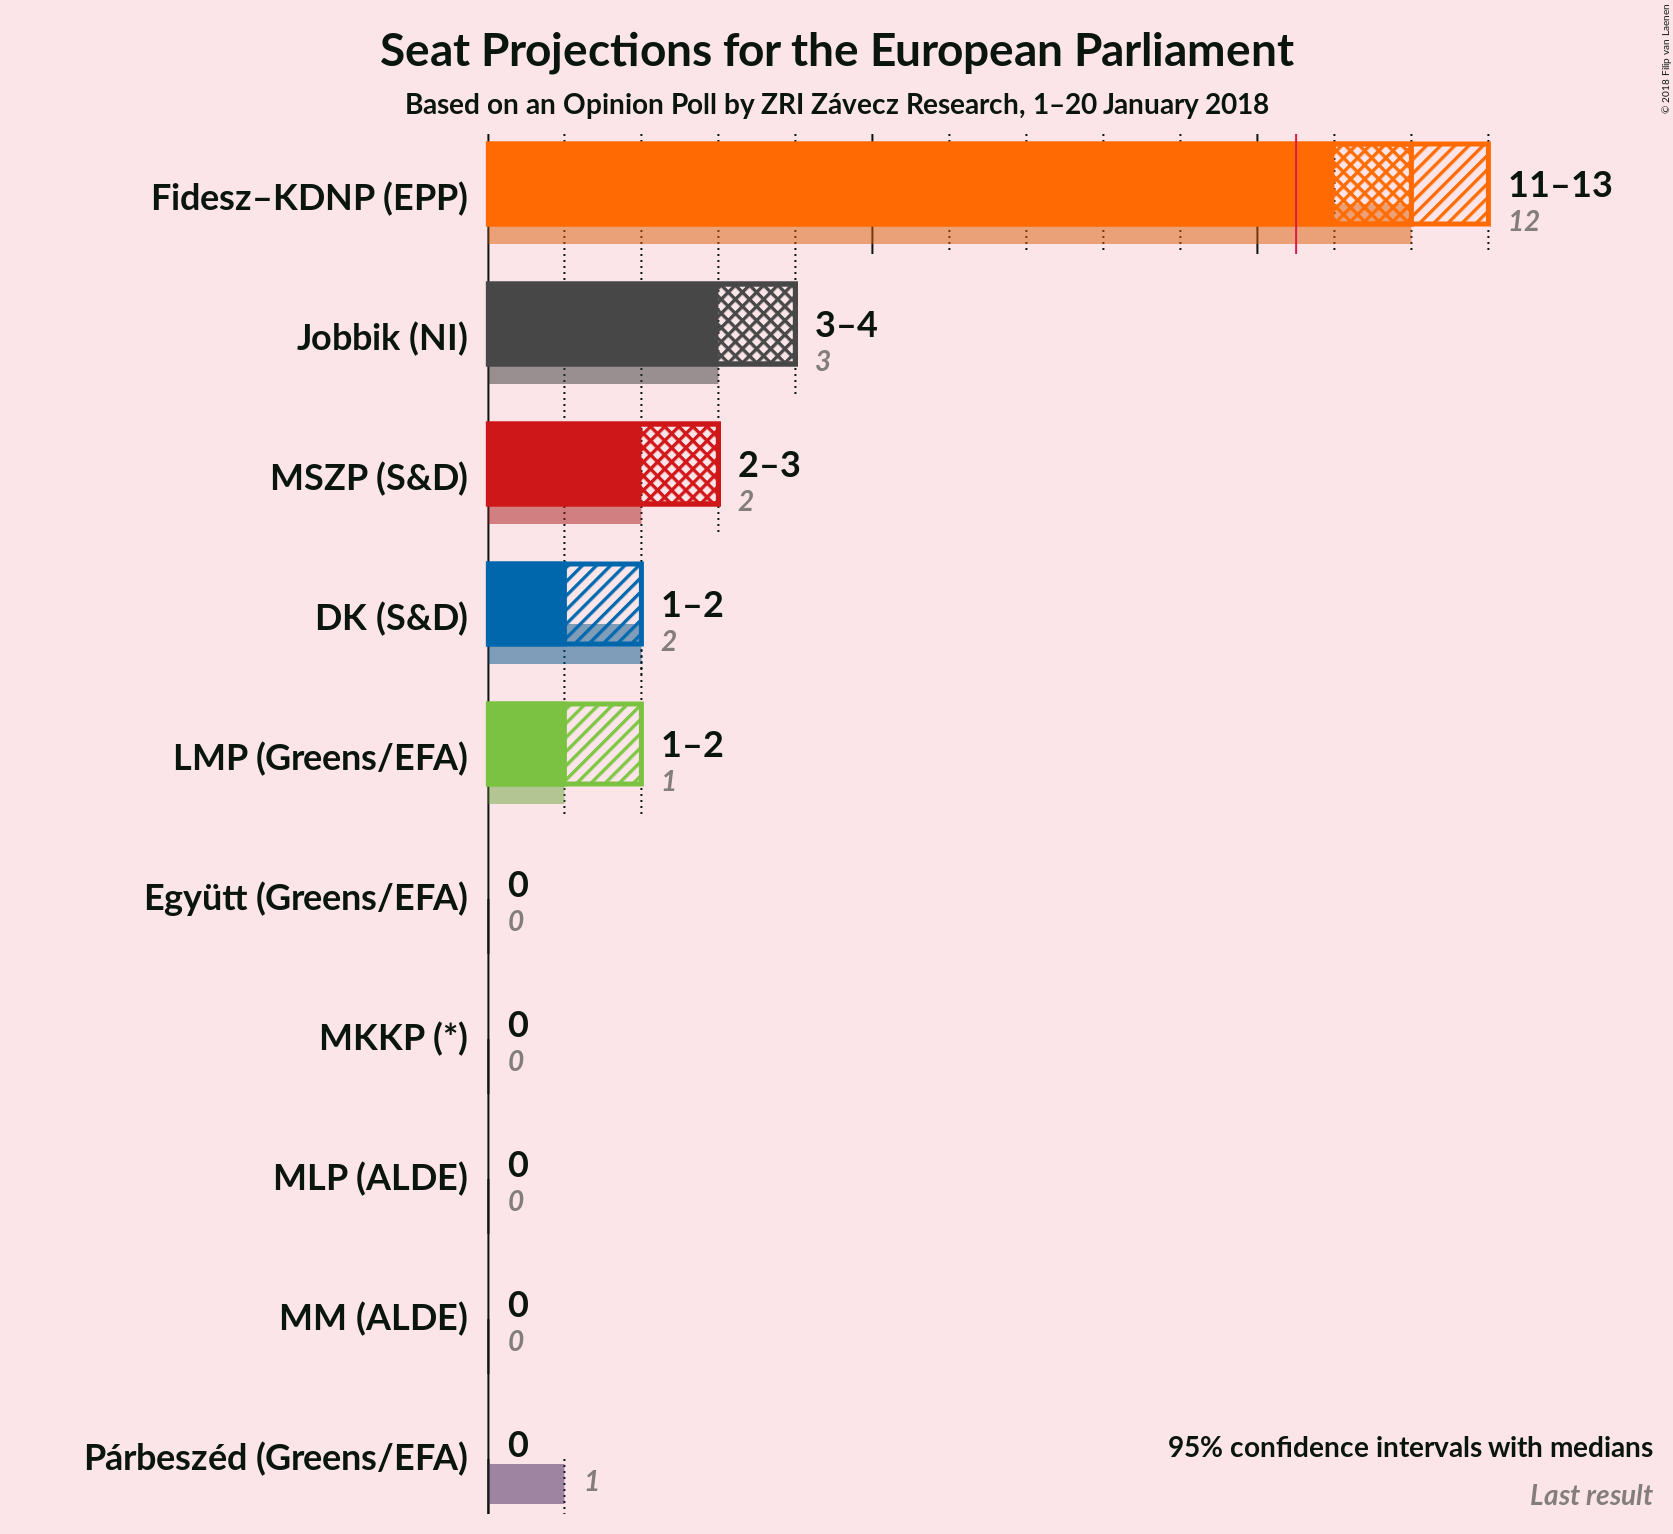 Seat Projections for the European Parliament
Based on an Opinion Poll by ZRI Závecz Research, 1–20 January 2018
© 2018 Filip van Laenen
Fidesz–KDNP (EPP)
11–13
12
Jobbik (NI)
3–4
3
MSZP (S&D)
2–3
2
DK (S&D)
1–2
2
LMP (Greens/EFA)
1–2
1
Együtt (Greens/EFA)
0
0
MKKP (*)
0
0
MLP (ALDE)
0
0
MM (ALDE)
0
0
Párbeszéd (Greens/EFA)
0
1
95% confidence intervals with medians
Last result